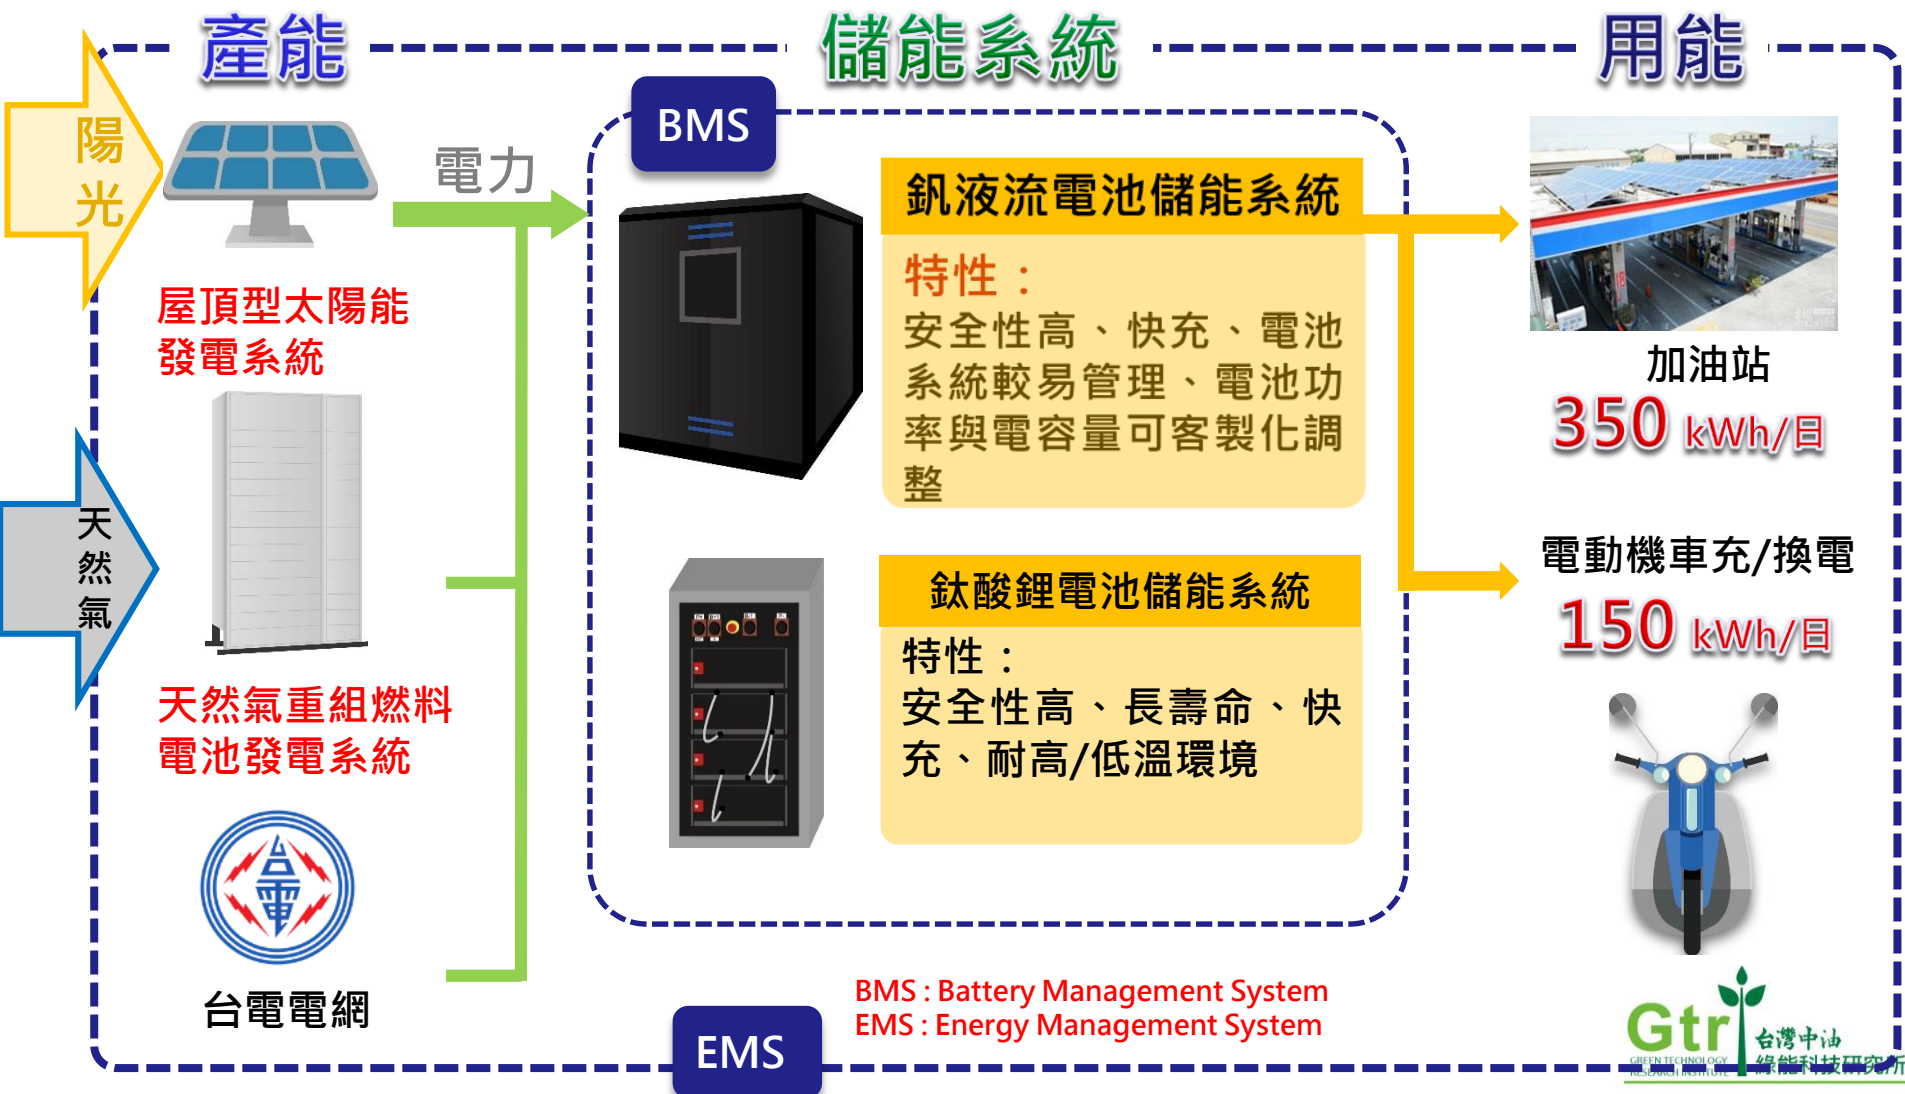 產能
儲能系統
用能
陽光
電力
屋頂型太陽能
發電系統
天然氣
天然氣重組燃料
電池發電系統
台電
台電電網
BMS
釩液流電池儲能系統
特性：
安全性高、快充、電池
系統較易管理、電池功
率與電容量可客製化調
整
鈦酸鋰電池儲能系統
特性：
安全性高、長壽命、快
充、耐高/低溫環境
加油站
350 kWh/日
電動機車充/換電
150 kWh/日
BMS : Battery Management System
EMS : Energy Management System
EMS
Gtr
GREEN TECHNOLOGY
RESEARCH INSTITUTE
台灣中油
綠能科技研究所